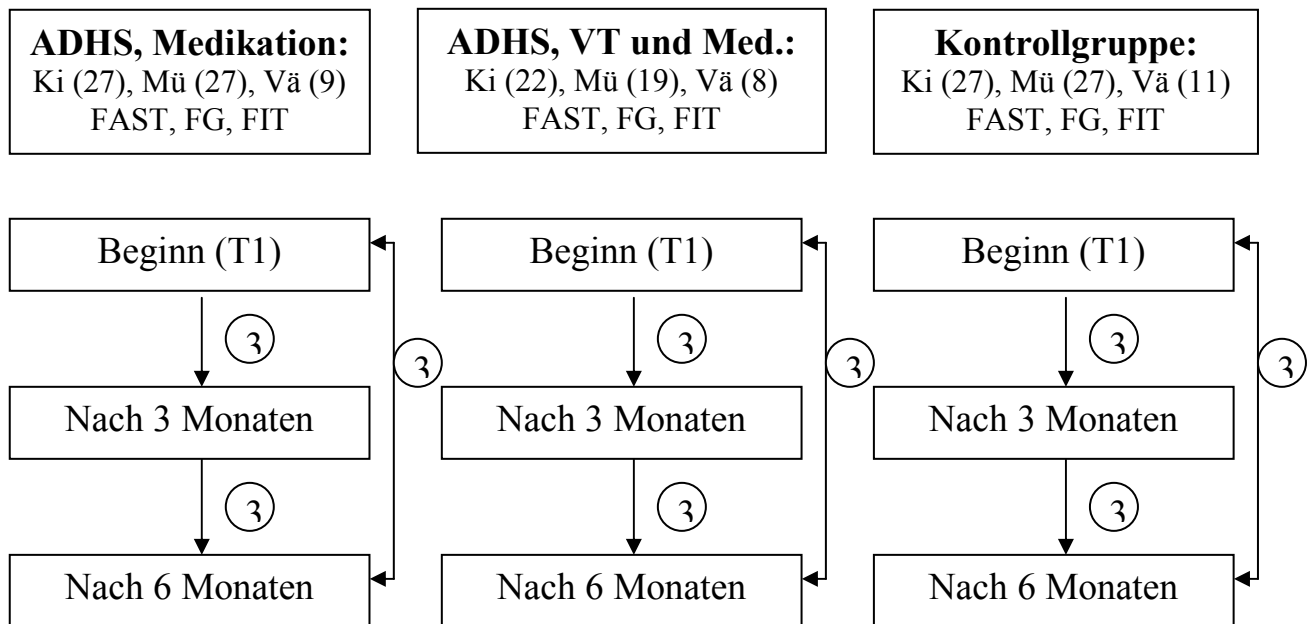 ADHS, Medikation:
Ki (27), Mü (27), Vä (9)
FAST, FG, FIT
ADHS, VT und Med.:
Ki (22), Mü (19), Vä (8)
FAST, FG, FIT
Kontrollgruppe:
Ki (27), Mü (27), Vä (11)
FAST, FG, FIT
Beginn (T1)
Beginn (T1)
Beginn (T1)
3
3
3
3
3
3
Nach 3 Monaten
Nach 3 Monaten
Nach 3 Monaten
3
3
3
Nach 6 Monaten
Nach 6 Monaten
Nach 6 Monaten